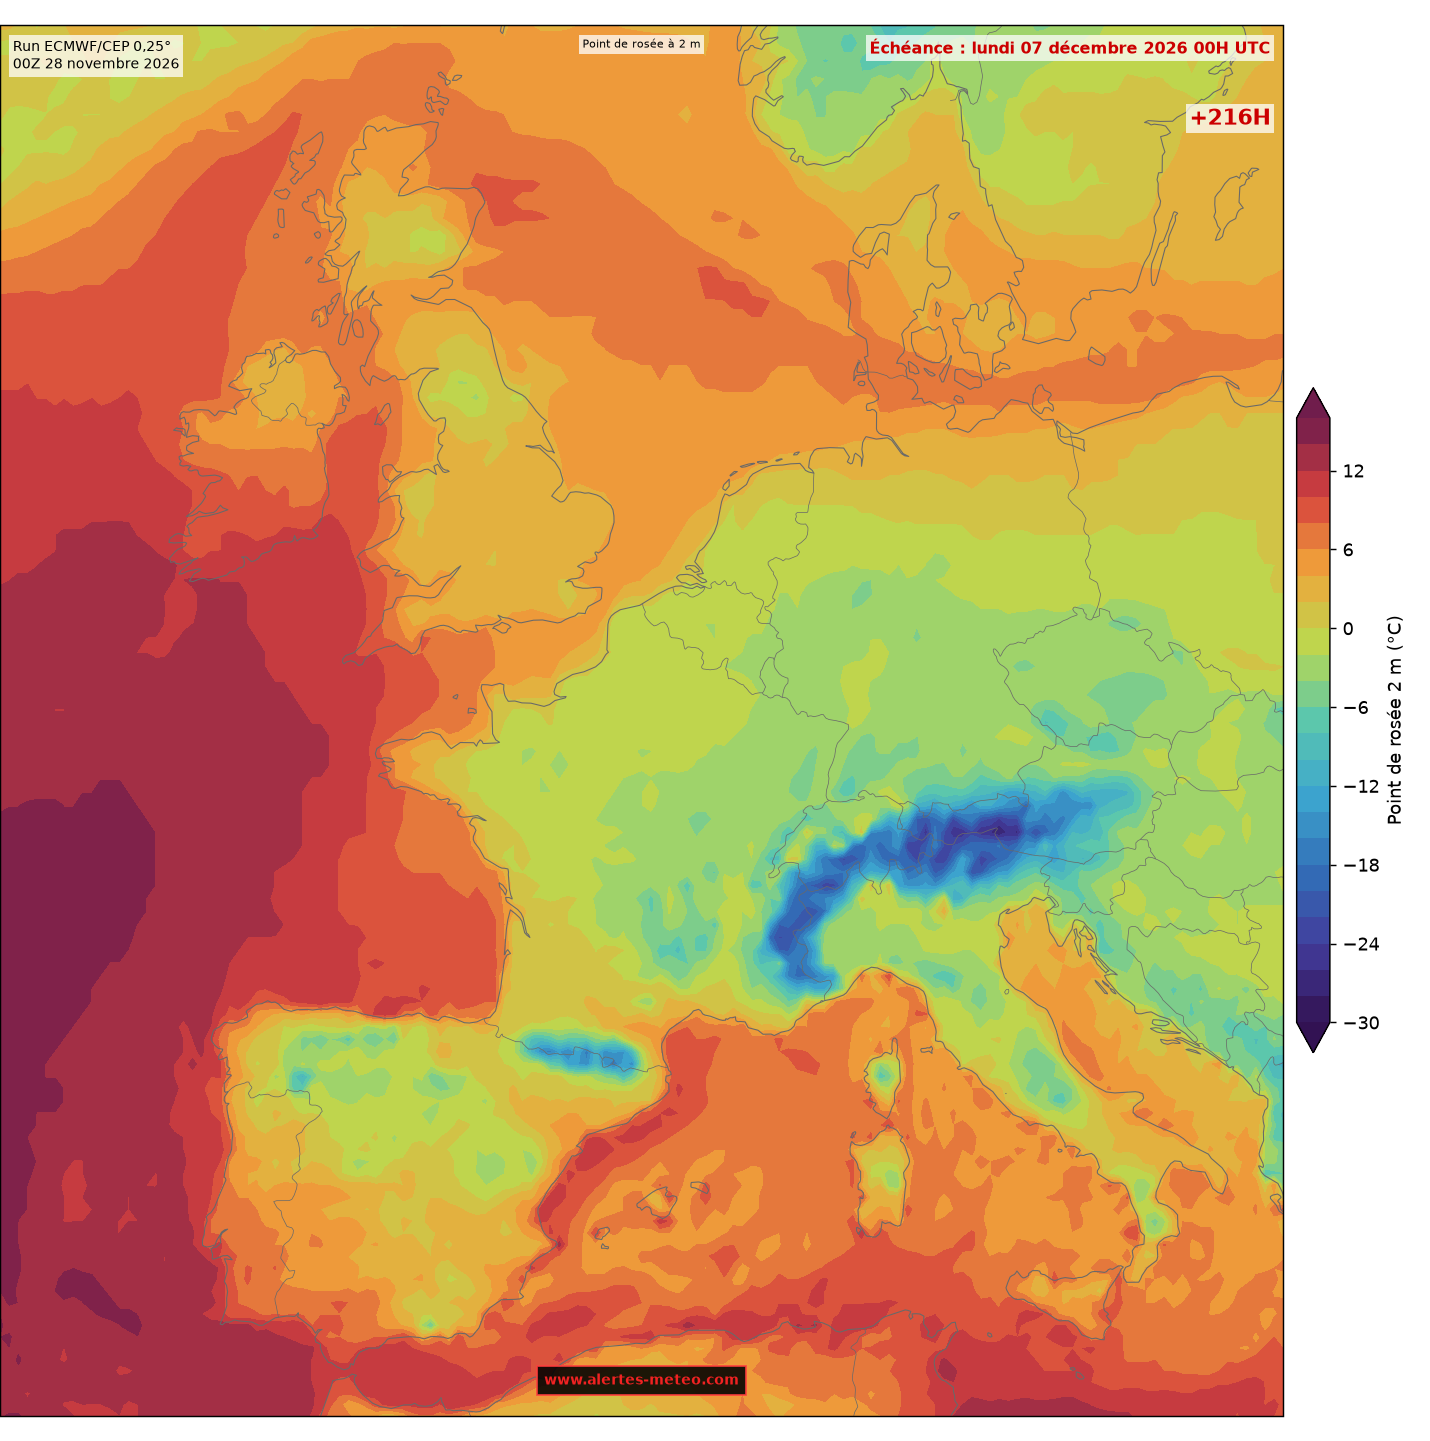 Run ECMWF/CEP 0,25°
00Z 28 novembre 2026
Point de rosée à 2 m
Échéance : lundi 07 décembre 2026 00H UTC
+216H
12
6
0
−6
−12
−18
−24
−30
Point de rosée 2 m (°C)
www.alertes-meteo.com